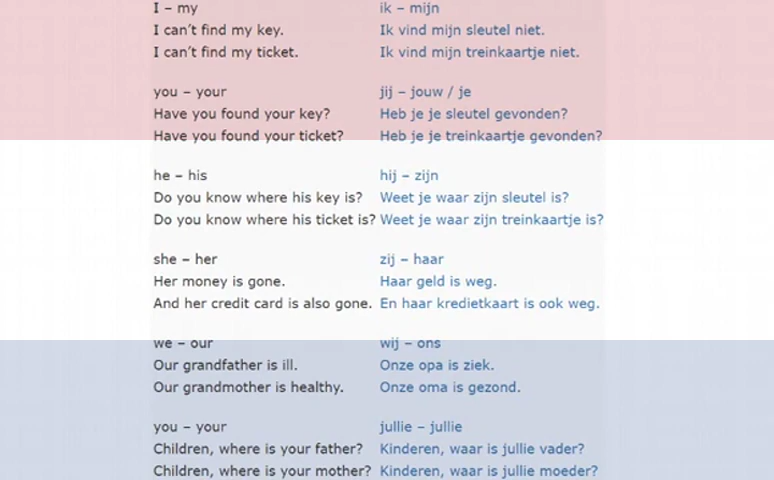 I – my ik – mijn
I can't find my key. Ik vind mijn sleutel niet.
I can't find my ticket. Ik vind mijn treinkaartje niet.
you – your jij – jouw / je
Have you found your key? Heb je je sleutel gevonden?
Have you found your ticket? Heb je je treinkaartje gevonden?
he – his hij – zijn
Do you know where his key is? Weet je waar zijn sleutel is?
Do you know where his ticket is? Weet je waar zijn treinkaartje is?
she – her zij – haar
Her money is gone. Haar geld is weg.
And her credit card is also gone. En haar kredietkaart is ook weg.
we – our wij – ons
Our grandfather is ill. Onze opa is ziek.
Our grandmother is healthy. Onze oma is gezond.
you – your jullie – jullie
Children, where is your father? Kinderen, waar is jullie vader?
Children, where is your mother? Kinderen, waar is jullie moeder?